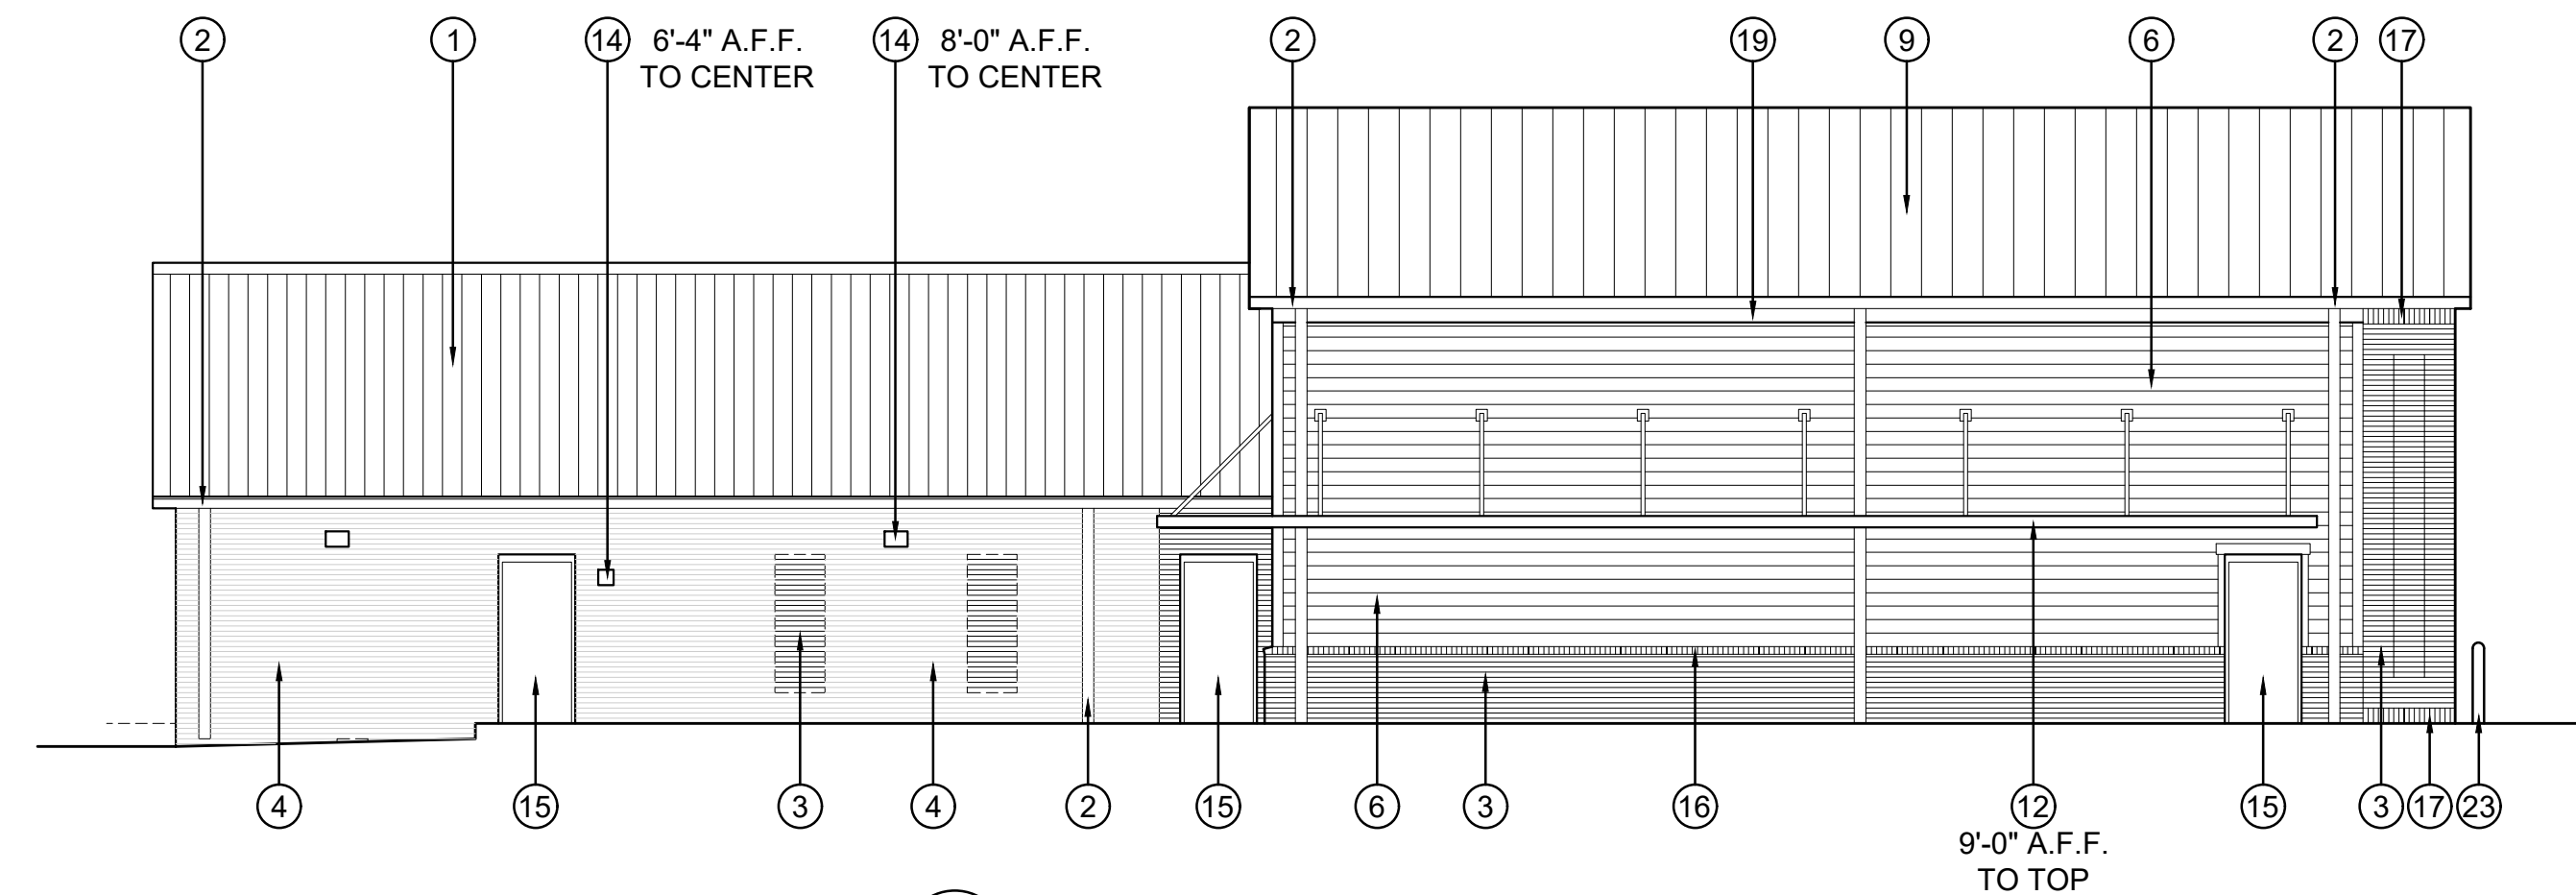 2 1 14 6'-4" A.F.F. 14 8'-0" A.F.F. 2 19 9 6 2 17
TO CENTER TO CENTER
4 15 3 4 2 15 6 3 16 12 15 3 17 23
9'-0" A.F.F.
TO TOP